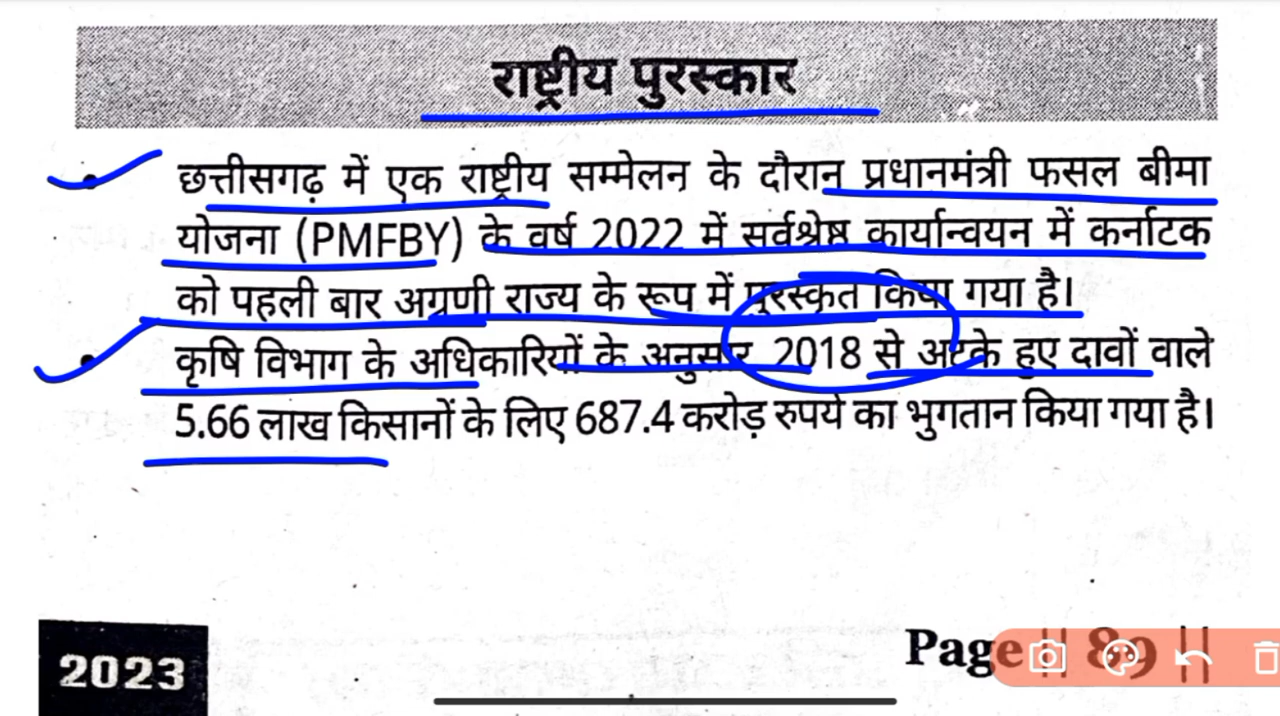 राष्ट्रीय पुरस्कार
छत्तीसगढ़ में एक राष्ट्रीय सम्मेलन के दौरान प्रधानमंत्री फसल बीमा
योजना (PMFBY) के वर्ष 2022 में सर्वश्रेष्ठ कार्यान्वयन में कर्नाटक
को पहली बार अग्रणी राज्य के रूप में पुरस्कृत किया गया है।
कृषि विभाग के अधिकारियों के अनुसार 2018 से अटके हुए दावों वाले
5.66 लाख किसानों के लिए 687.4 करोड़ रुपये का भुगतान किया गया है।
2023 Page || 89 ||